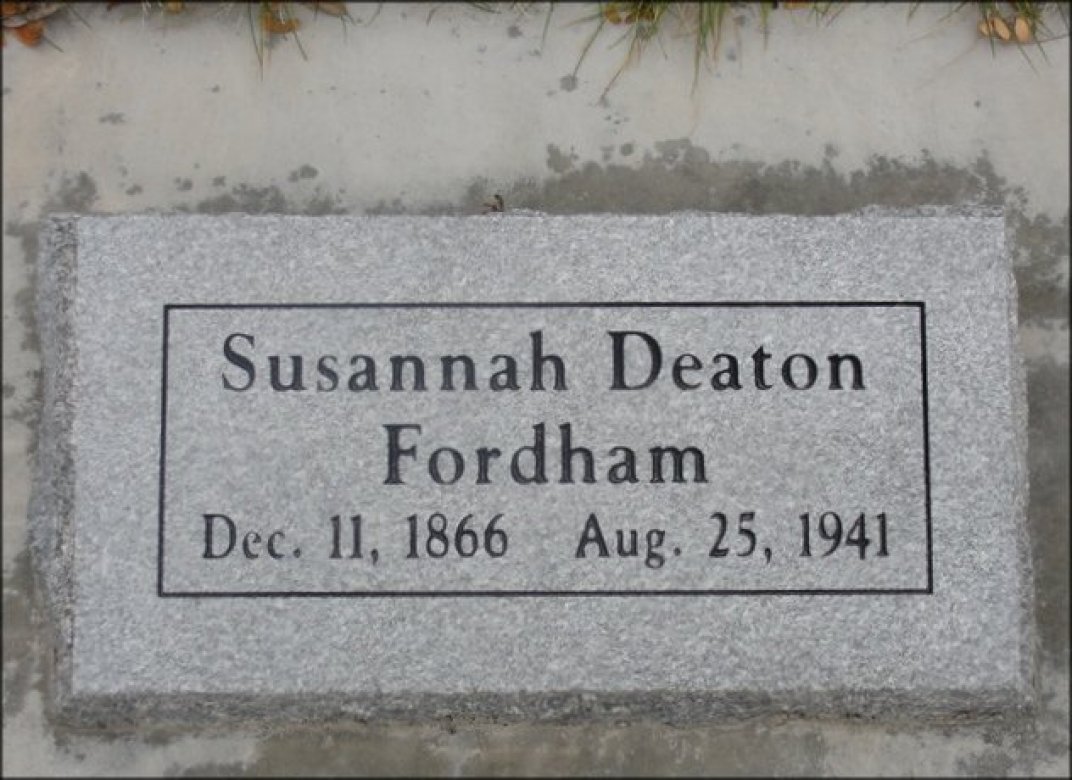 Susannah Deaton
Fordham
Dec. 11, 1866 Aug. 25, 1941